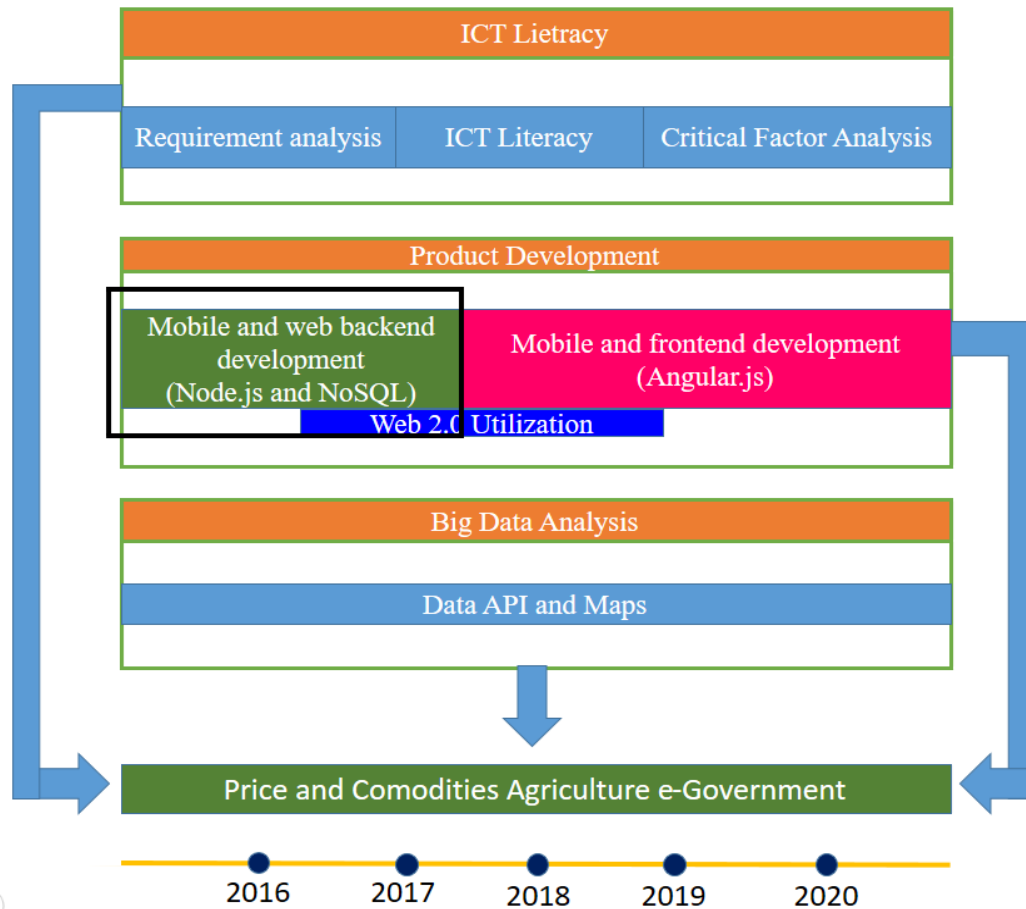 ICT Lietracy
Requirement analysis
ICT Literacy
Critical Factor Analysis
Product Development
Mobile and web backend
development
(Node.js and NoSQL)
Mobile and frontend development
(Angular.js)
Web 2.0 Utilization
Big Data Analysis
Data API and Maps
Price and Comodities Agriculture e-Government
2016
2017
2018
2019
2020